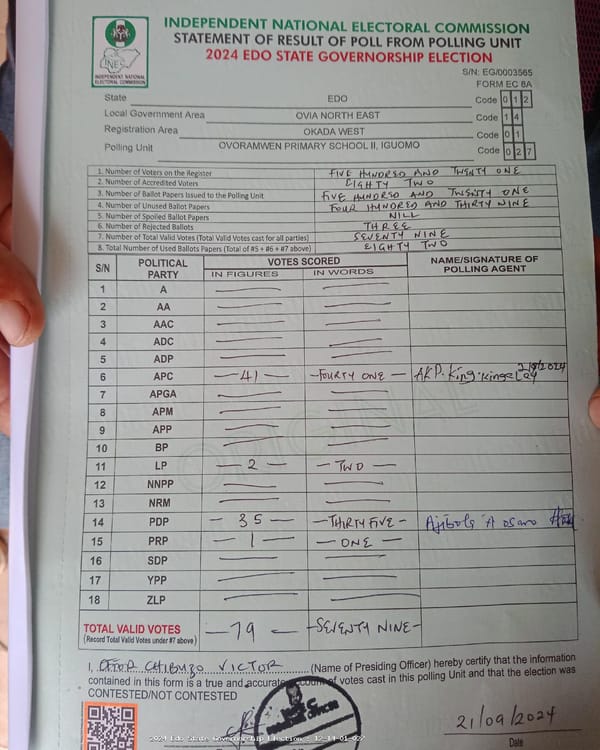 INDEPENDENT NATIONAL ELECTORAL COMMISSION
STATEMENT OF RESULT OF POLL FROM POLLING UNIT
2024 EDO STATE GOVERNORSHIP ELECTION
INEC
INDEPENDENT NATIONAL ELECTORAL COMMISSION
S/N: EG/0003565
FORM EC 8A
State EDO Code 0 1 2
Local Government Area OVIA NORTH EAST Code 1 4
Registration Area OKADA WEST Code 0 1
Polling Unit OVORAMWEN PRIMARY SCHOOL II, IGUOMO Code 0 2 7
1. Number of Voters on the Register FIVE HUNDRED AND TWENTY ONE
2. Number of Accredited Voters EIGHTY TWO
3. Number of Ballot Papers Issued to the Polling Unit FIVE HUNDRED AND TWENTY ONE
4. Number of Unused Ballot Papers FOUR HUNDRED AND THIRTY NINE
5. Number of Spoiled Ballot Papers NILL
6. Number of Rejected Ballots THREE
7. Number of Total Valid Votes (Total Valid Votes cast for all parties) SEVENTY NINE
8. Total Number of Used Ballot Papers (Total of #5 + #6 + #7 above) EIGHTY TWO
S/N POLITICAL PARTY VOTES SCORED NAME/SIGNATURE OF POLLING AGENT
IN FIGURES IN WORDS
1 A
2 AA
3 AAC
4 ADC
5 ADP
6 APC - 41 - - FOURTY ONE - AKP. King
7 APGA
8 APM
9 APP
10 BP
11 LP - 2 - - TWO -
12 NNPP
13 NRM
14 PDP - 35 - - THIRTY FIVE - Ajibola A osaro
15 PRP - 1 - - ONE -
16 SDP
17 YPP
18 ZLP
TOTAL VALID VOTES - 79 - - SEVENTY NINE -
(Record Total Valid Votes under #7 above)
I, OFOR CHIBUZO VICTOR (Name of Presiding Officer) hereby certify that the information
contained in this form is a true and accurate account of votes cast in this polling Unit and that the election was
CONTESTED/NOT CONTESTED
21/09/2024
Date
2024 Edo State Governorship Election - 12-14-01-027
ORIGINAL